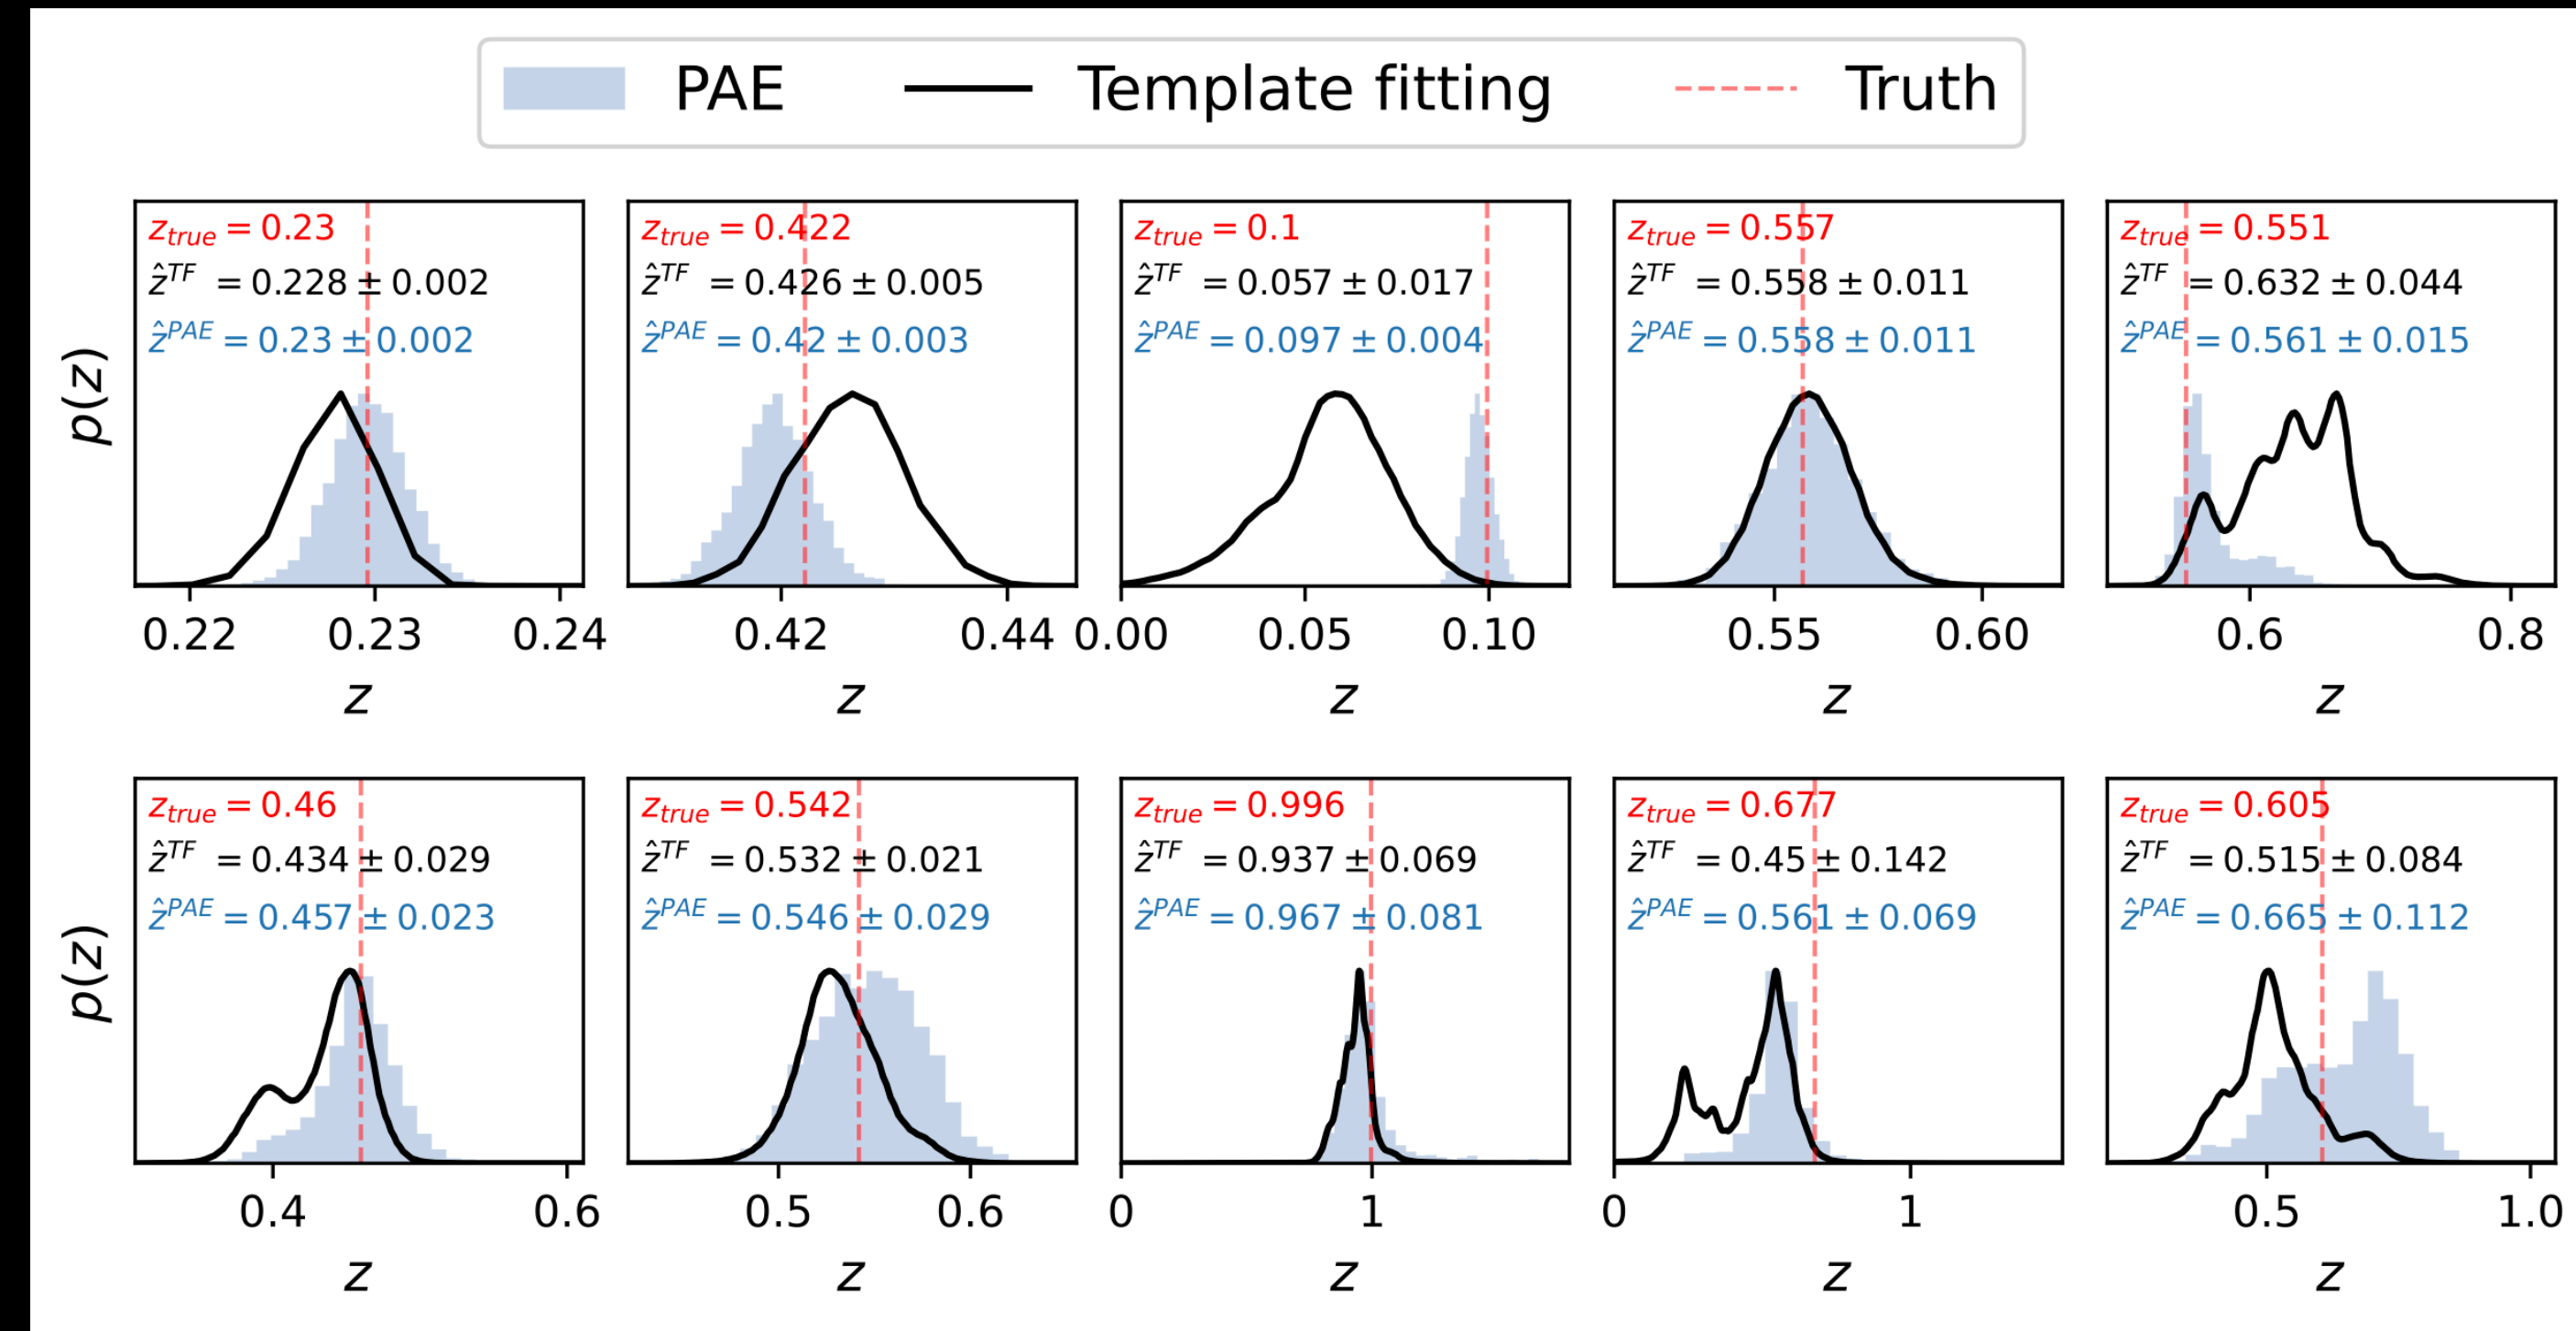 PAE Template fitting Truth
z_true = 0.23
ẑ^TF = 0.228 ± 0.002
ẑ^PAE = 0.23 ± 0.002
z_true = 0.422
ẑ^TF = 0.426 ± 0.005
ẑ^PAE = 0.42 ± 0.003
z_true = 0.1
ẑ^TF = 0.057 ± 0.017
ẑ^PAE = 0.097 ± 0.004
z_true = 0.557
ẑ^TF = 0.558 ± 0.011
ẑ^PAE = 0.558 ± 0.011
z_true = 0.551
ẑ^TF = 0.632 ± 0.044
ẑ^PAE = 0.561 ± 0.015
p(z)
0.22 0.23 0.24 0.42 0.44 0.00 0.05 0.10 0.55 0.60 0.6 0.8
z z z z z
z_true = 0.46
ẑ^TF = 0.434 ± 0.029
ẑ^PAE = 0.457 ± 0.023
z_true = 0.542
ẑ^TF = 0.532 ± 0.021
ẑ^PAE = 0.546 ± 0.029
z_true = 0.996
ẑ^TF = 0.937 ± 0.069
ẑ^PAE = 0.967 ± 0.081
z_true = 0.677
ẑ^TF = 0.45 ± 0.142
ẑ^PAE = 0.561 ± 0.069
z_true = 0.605
ẑ^TF = 0.515 ± 0.084
ẑ^PAE = 0.665 ± 0.112
p(z)
0.4 0.6 0.5 0.6 0 1 0 1 0.5 1.0
z z z z z